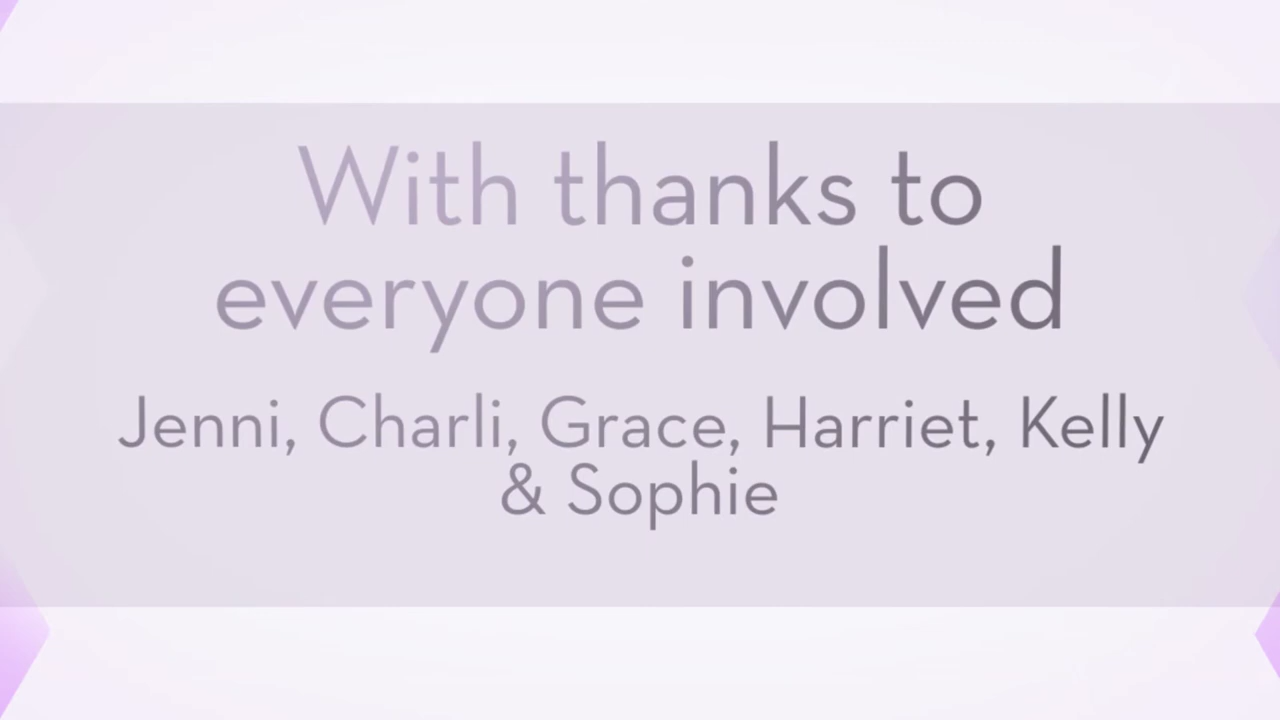 With thanks to
everyone involved
Jenni, Charli, Grace, Harriet, Kelly
& Sophie